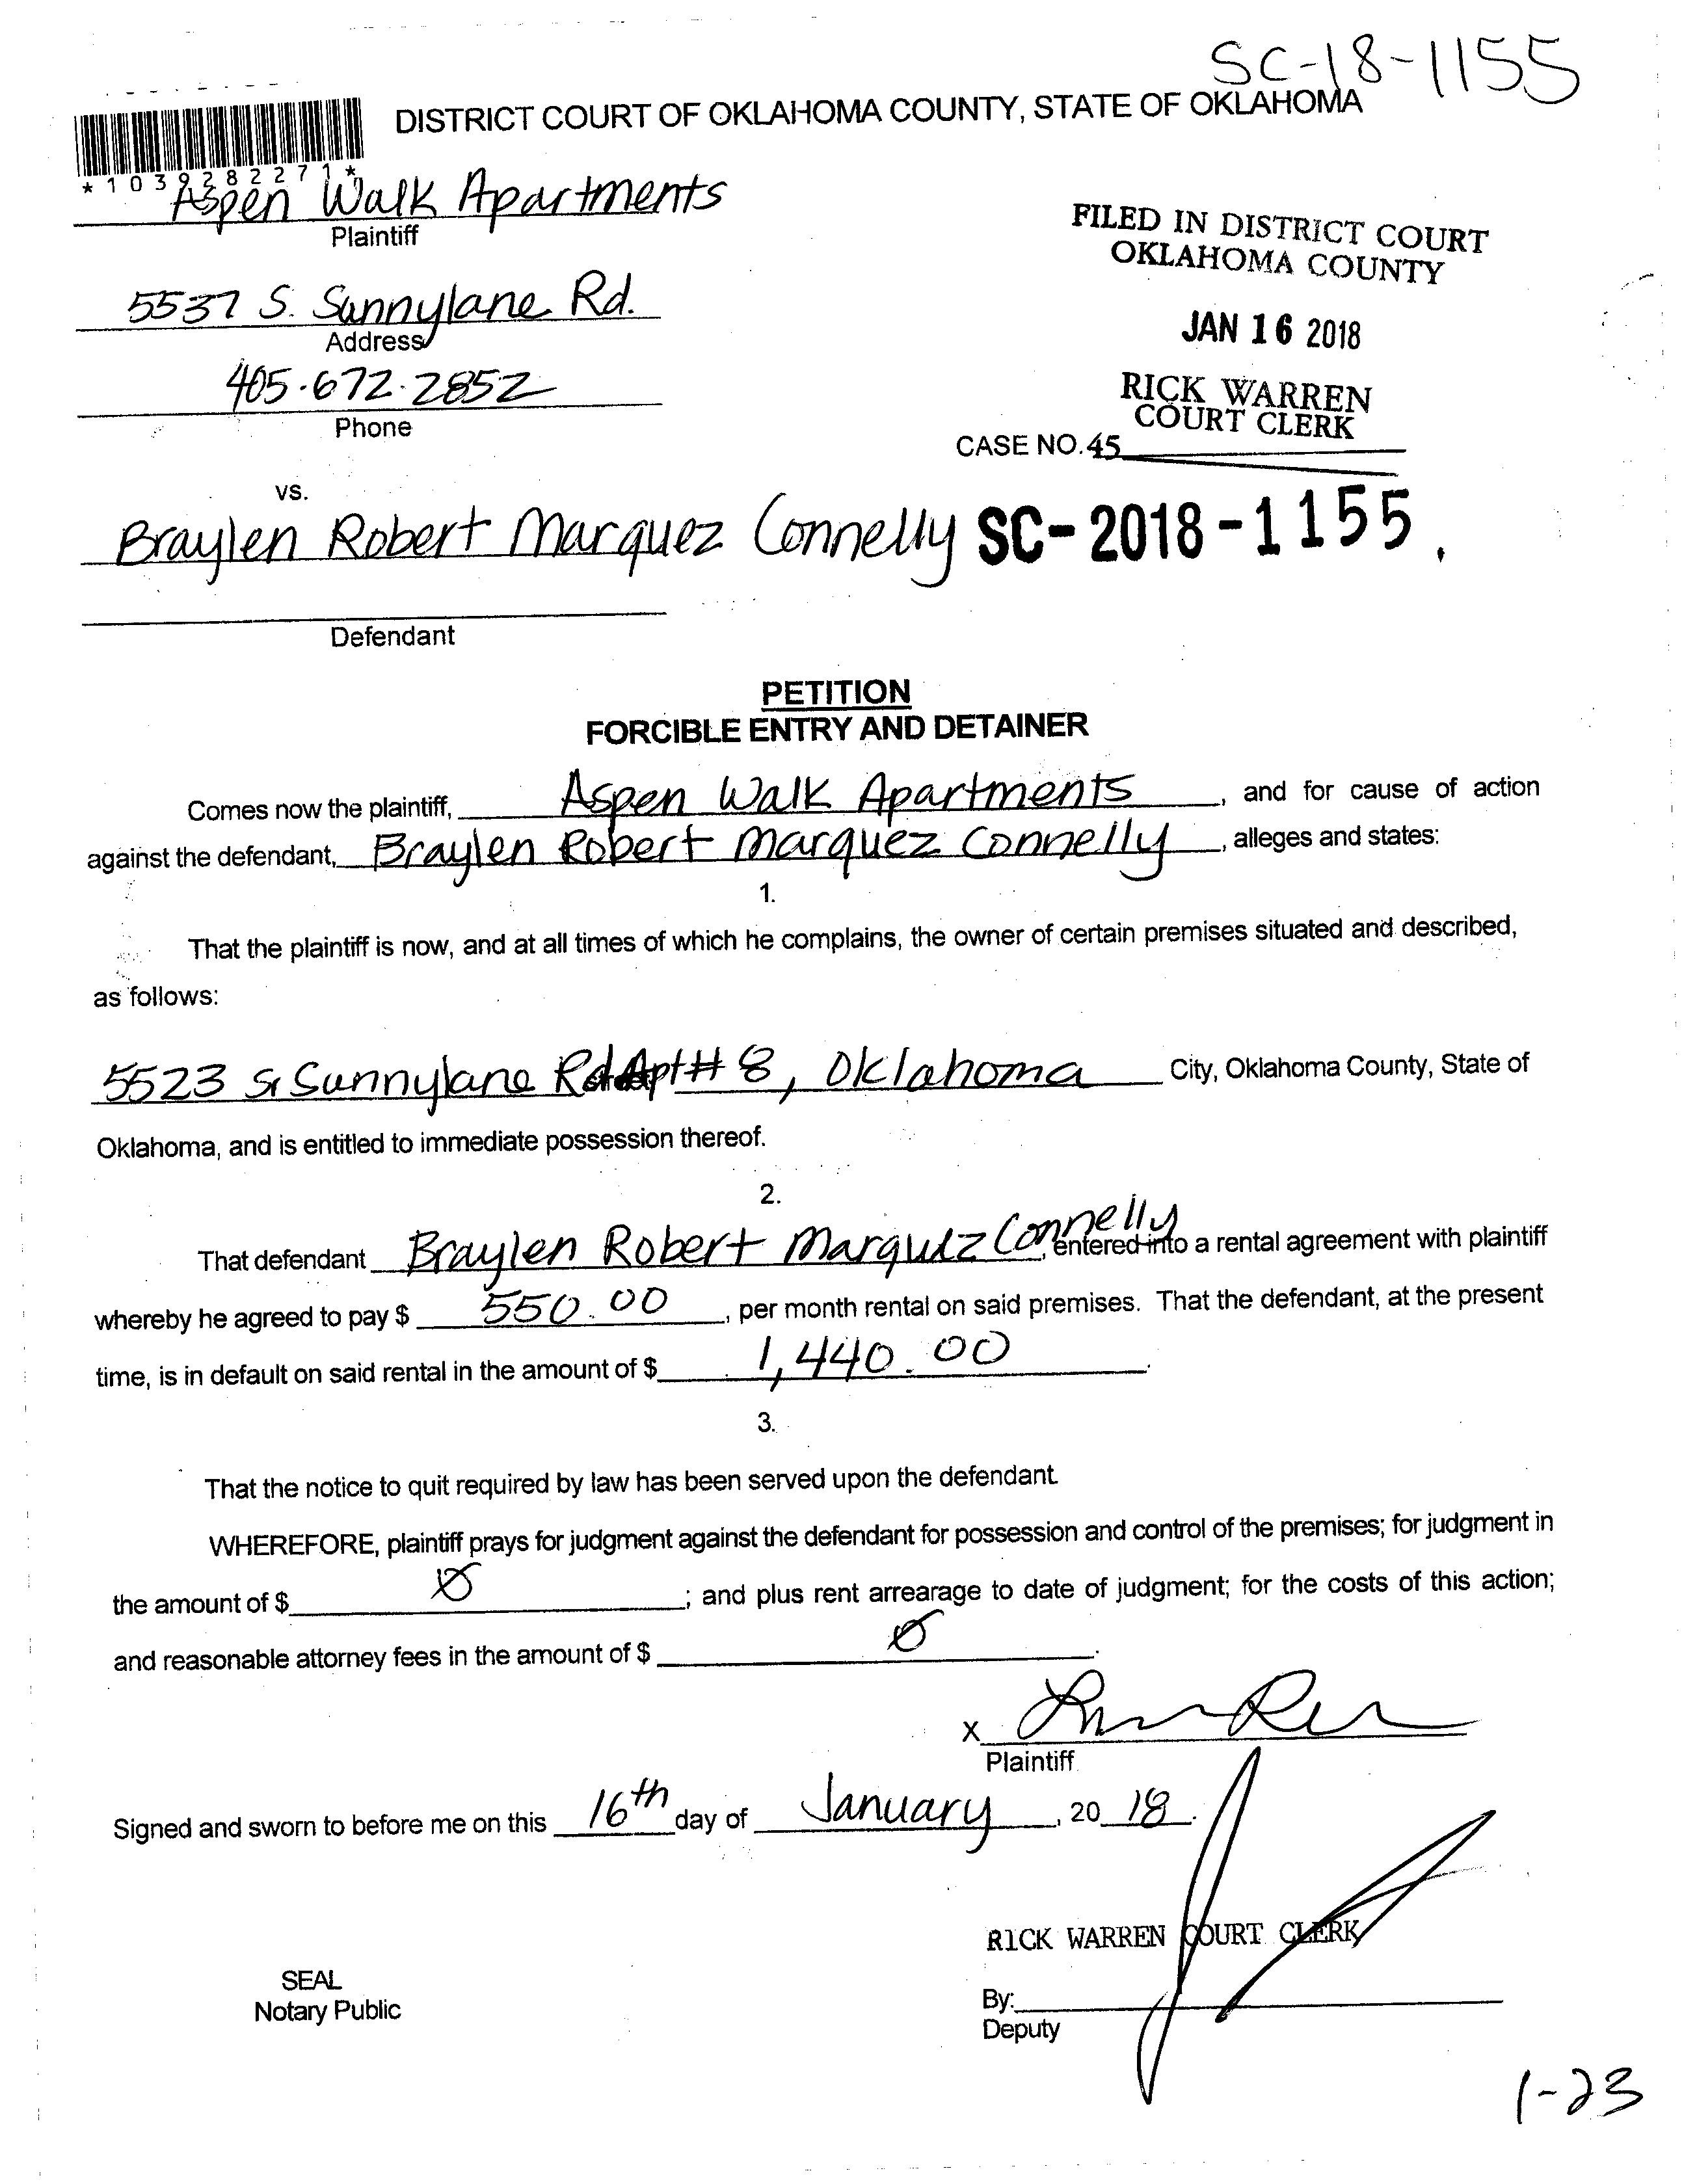 SC-18-1155
DISTRICT COURT OF OKLAHOMA COUNTY, STATE OF OKLAHOMA
*1039282271*
Aspen Walk Apartments
Plaintiff
FILED IN DISTRICT COURT
OKLAHOMA COUNTY
5537 S. Sunnylane Rd.
Address
JAN 16 2018
405-672-2852
Phone
RICK WARREN
COURT CLERK
CASE NO. 45
vs.
Braylen Robert Marquez Connelly SC-2018-1155
Defendant
PETITION
FORCIBLE ENTRY AND DETAINER
Comes now the plaintiff, Aspen Walk Apartments, and for cause of action
against the defendant, Braylen Robert Marquez Connelly, alleges and states:
1.
That the plaintiff is now, and at all times of which he complains, the owner of certain premises situated and described,
as follows:
5523 S. Sunnylane Rd Apt# 8, Oklahoma City, Oklahoma County, State of
Oklahoma, and is entitled to immediate possession thereof.
2.
That defendant Braylen Robert Marquez Connelly, entered into a rental agreement with plaintiff
whereby he agreed to pay $ 550.00, per month rental on said premises. That the defendant, at the present
time, is in default on said rental in the amount of $ 1,440.00.
3.
That the notice to quit required by law has been served upon the defendant.
WHEREFORE, plaintiff prays for judgment against the defendant for possession and control of the premises; for judgment in
the amount of $ Ø; and plus rent arrearage to date of judgment; for the costs of this action;
and reasonable attorney fees in the amount of $ Ø.
X
Plaintiff
Signed and sworn to before me on this 16th day of January, 20 18.
RICK WARREN COURT CLERK
SEAL
Notary Public
By:
Deputy
1-23